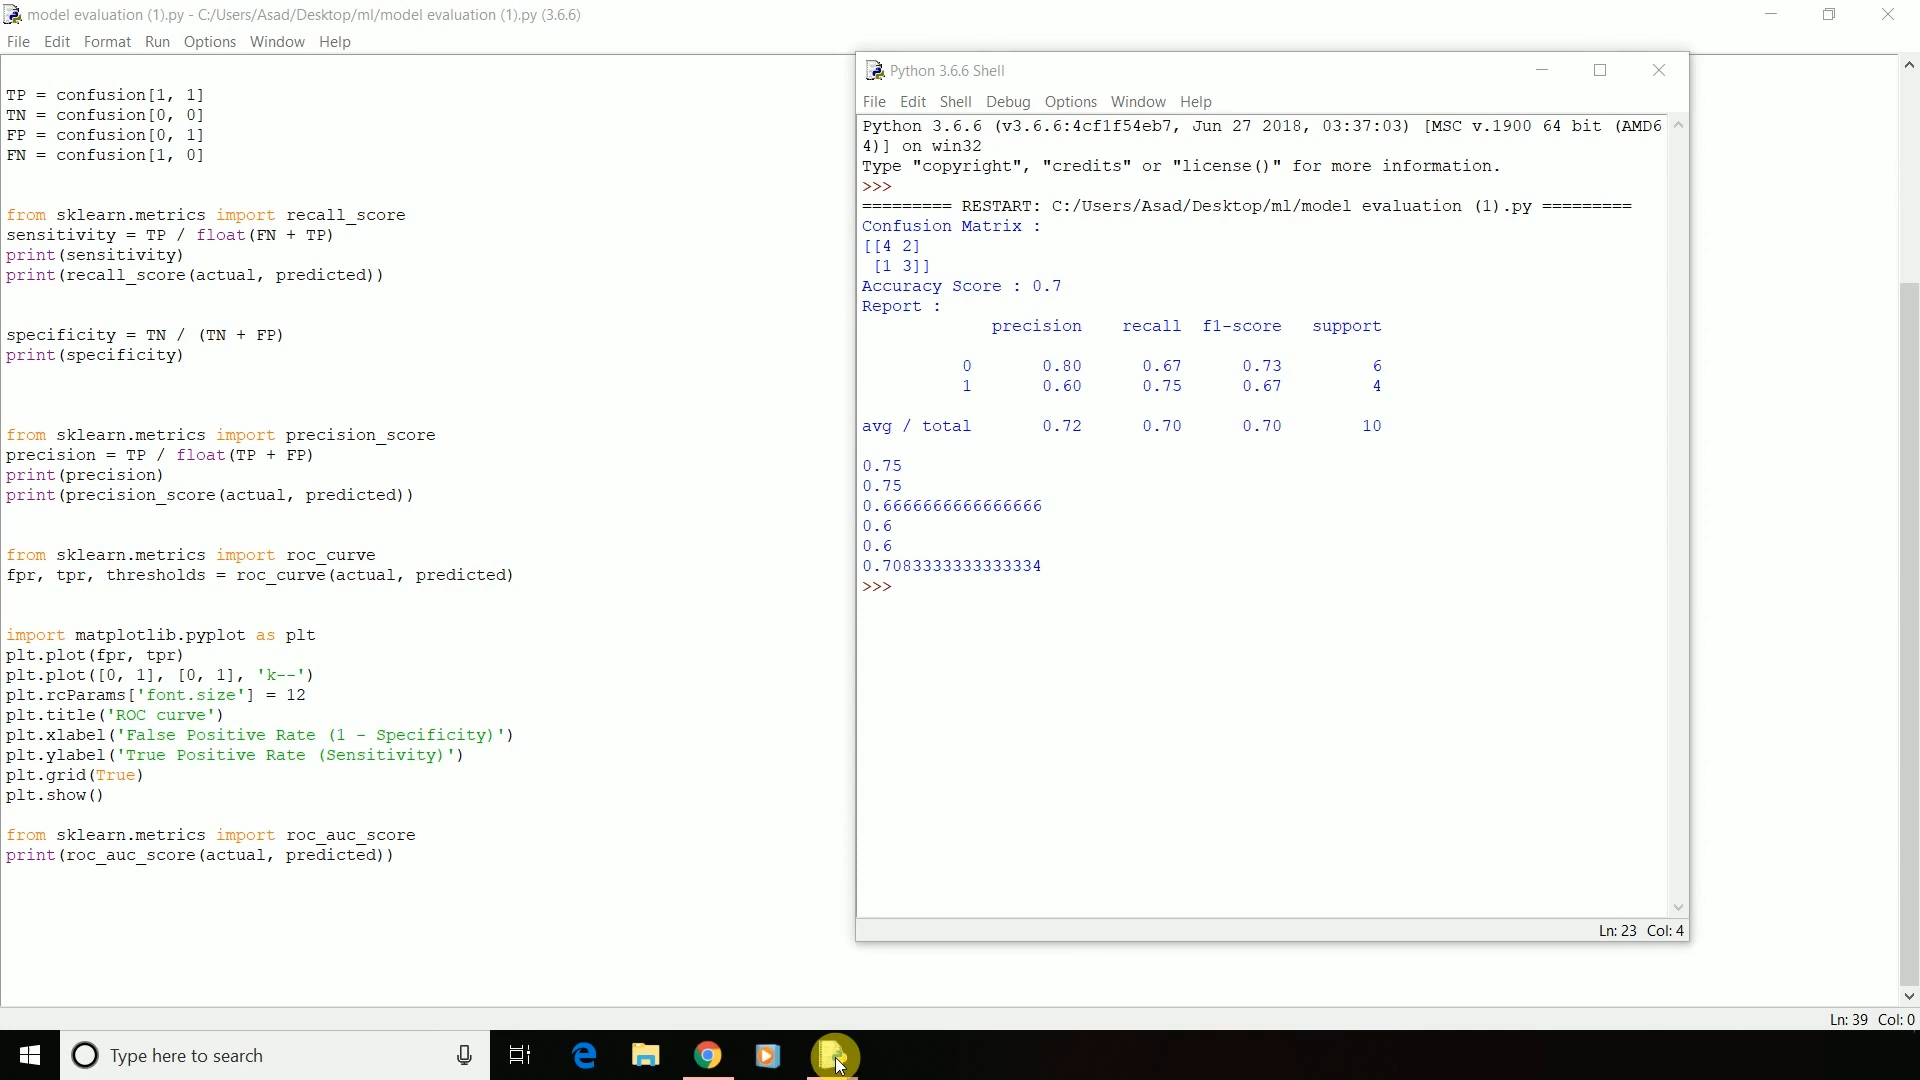 model evaluation (1).py - C:/Users/Asad/Desktop/ml/model evaluation (1).py (3.6.6)
File Edit Format Run Options Window Help
TP = confusion[1, 1]
TN = confusion[0, 0]
FP = confusion[0, 1]
FN = confusion[1, 0]
from sklearn.metrics import recall_score
sensitivity = TP / float(FN + TP)
print(sensitivity)
print(recall_score(actual, predicted))
specificity = TN / (TN + FP)
print(specificity)
from sklearn.metrics import precision_score
precision = TP / float(TP + FP)
print(precision)
print(precision_score(actual, predicted))
from sklearn.metrics import roc_curve
fpr, tpr, thresholds = roc_curve(actual, predicted)
import matplotlib.pyplot as plt
plt.plot(fpr, tpr)
plt.plot([0, 1], [0, 1], 'k--')
plt.rcParams['font.size'] = 12
plt.title('ROC curve')
plt.xlabel('False Positive Rate (1 - Specificity)')
plt.ylabel('True Positive Rate (Sensitivity)')
plt.grid(True)
plt.show()
from sklearn.metrics import roc_auc_score
print(roc_auc_score(actual, predicted))
Python 3.6.6 Shell
File Edit Shell Debug Options Window Help
Python 3.6.6 (v3.6.6:4cf1f54eb7, Jun 27 2018, 03:37:03) [MSC v.1900 64 bit (AMD6
4)] on win32
Type "copyright", "credits" or "license()" for more information.
>>>
========= RESTART: C:/Users/Asad/Desktop/ml/model evaluation (1).py =========
Confusion Matrix :
[[4 2]
 [1 3]]
Accuracy Score : 0.7
Report :
precision recall f1-score support
0 0.80 0.67 0.73 6
1 0.60 0.75 0.67 4
avg / total 0.72 0.70 0.70 10
0.75
0.75
0.6666666666666666
0.6
0.6
0.7083333333333334
>>>
Ln: 23 Col: 4
Ln: 39 Col: 0
Type here to search